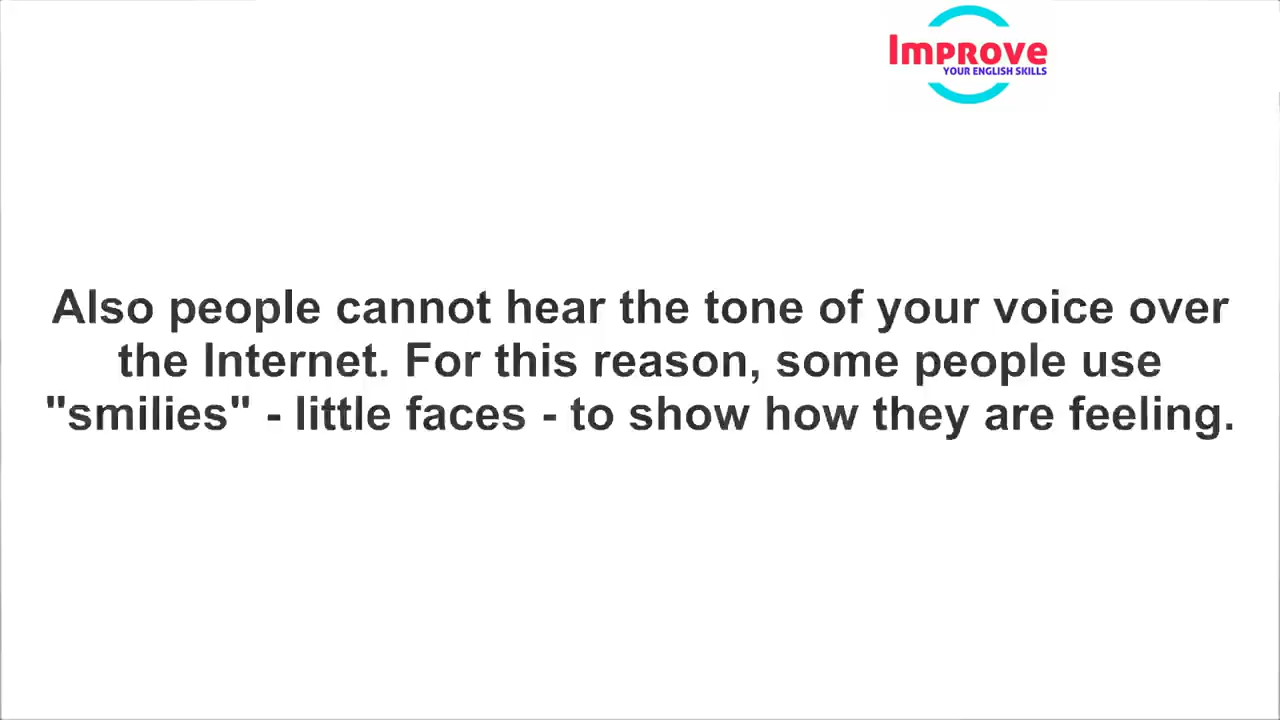 Improve
YOUR ENGLISH SKILLS
Also people cannot hear the tone of your voice over
the Internet. For this reason, some people use
"smilies" - little faces - to show how they are feeling.